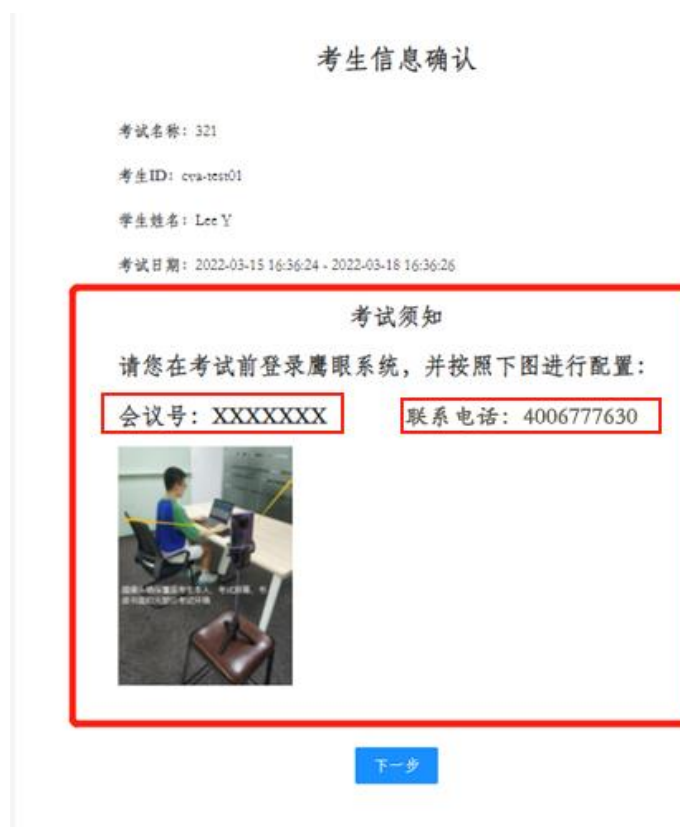 考生信息确认
考试名称：321
考生ID：cva-test01
学生姓名：Lee Y
考试日期：2022-03-15 16:36:24 - 2022-03-18 16:36:26
考试须知
请您在考试前登录鹰眼系统，并按照下图进行配置：
会议号：XXXXXXX 联系电话：4006777630
下一步